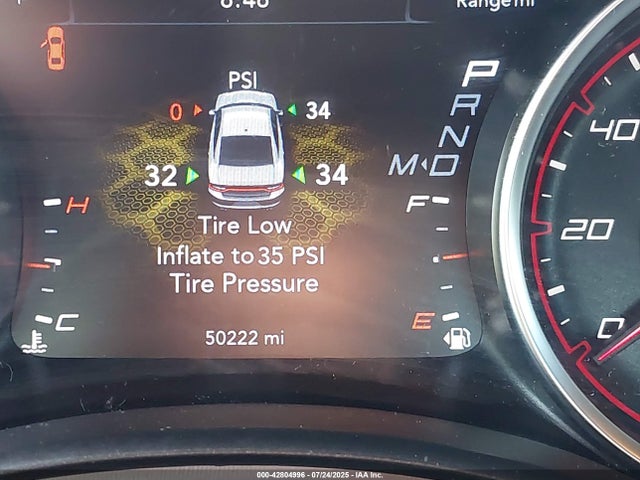 Range mi
PSI
0 34
32 34
Tire Low
Inflate to 35 PSI
Tire Pressure
50222 mi
H
C
P
R
N
M D
F
E
40
20
0
000-42804996 - 07/24/2025 - IAA Inc.